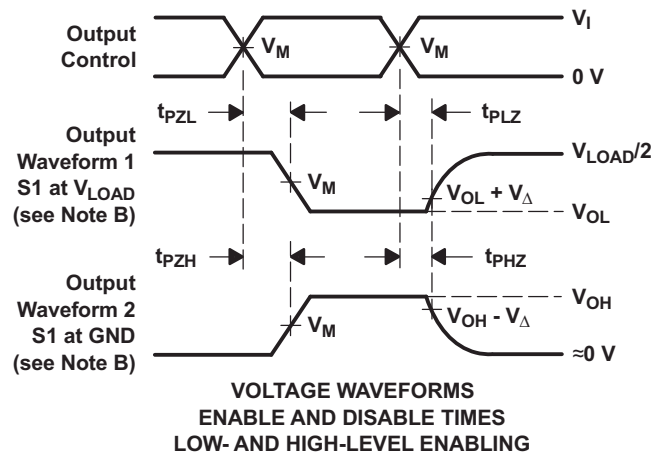 Output
Control
V_I
V_M
V_M
0 V
t_PZL
t_PLZ
Output
Waveform 1
S1 at V_LOAD
(see Note B)
V_LOAD/2
V_M
V_OL + V_Δ
V_OL
t_PZH
t_PHZ
Output
Waveform 2
S1 at GND
(see Note B)
V_OH
V_M
V_OH - V_Δ
≈0 V
VOLTAGE WAVEFORMS
ENABLE AND DISABLE TIMES
LOW- AND HIGH-LEVEL ENABLING